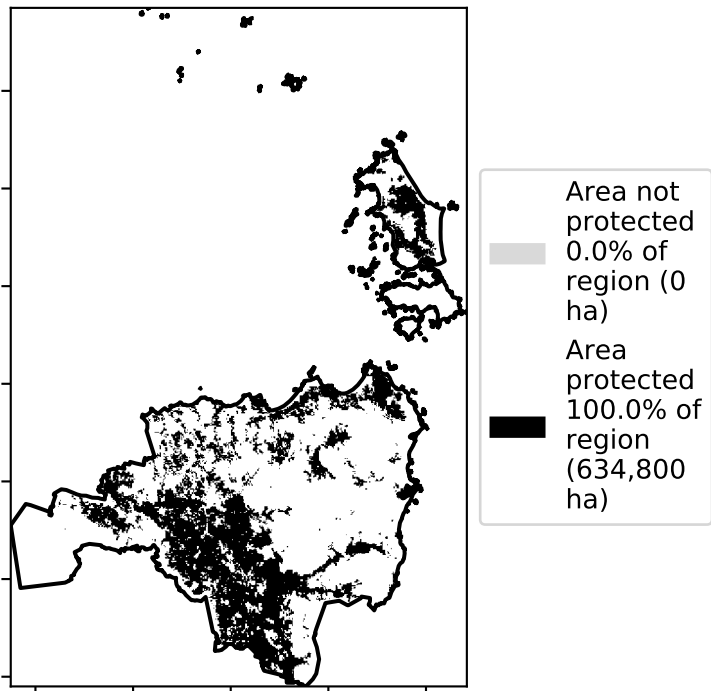 Area not
protected
0.0% of
region (0
ha)
Area
protected
100.0% of
region
(634,800
ha)